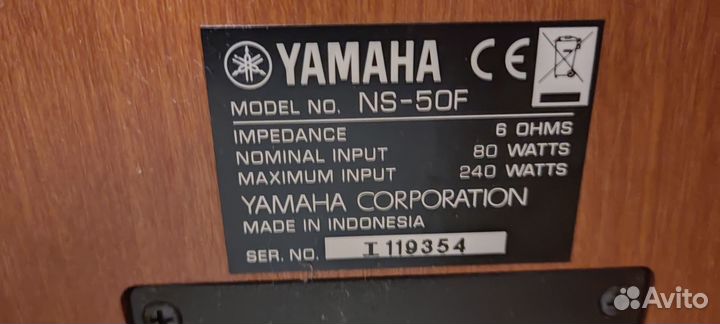 YAMAHA CE
MODEL NO. NS-50F
IMPEDANCE 6 OHMS
NOMINAL INPUT 80 WATTS
MAXIMUM INPUT 240 WATTS
YAMAHA CORPORATION
MADE IN INDONESIA
SER. NO. I 119354
Avito